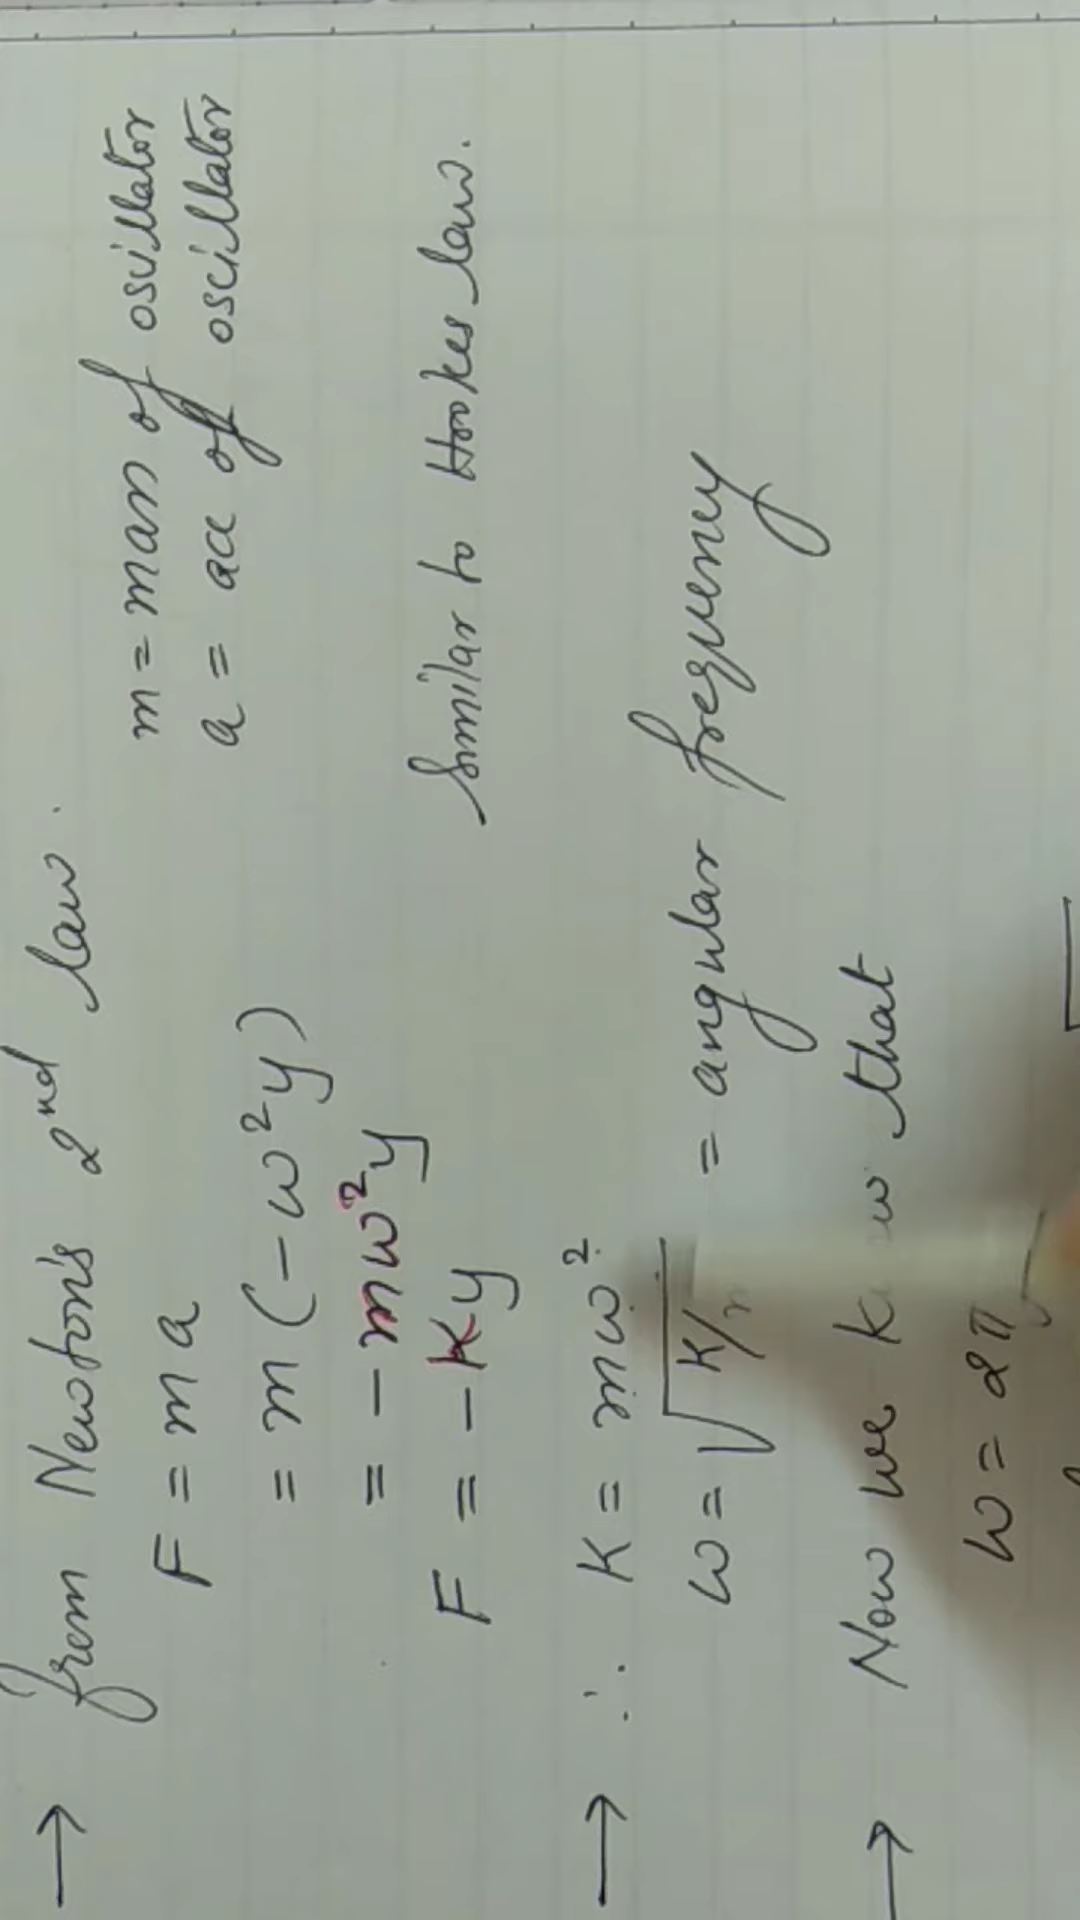 → from Newton's 2nd law.
F = ma
m = mass of oscillator
= m(-ω²y)
a = acc of oscillator
= -mω²y
F = -Ky
Similar to Hookes law.
→ ∴ K = mω²
ω = √K/ = angular frequency
→ Now we that
ω = 2π